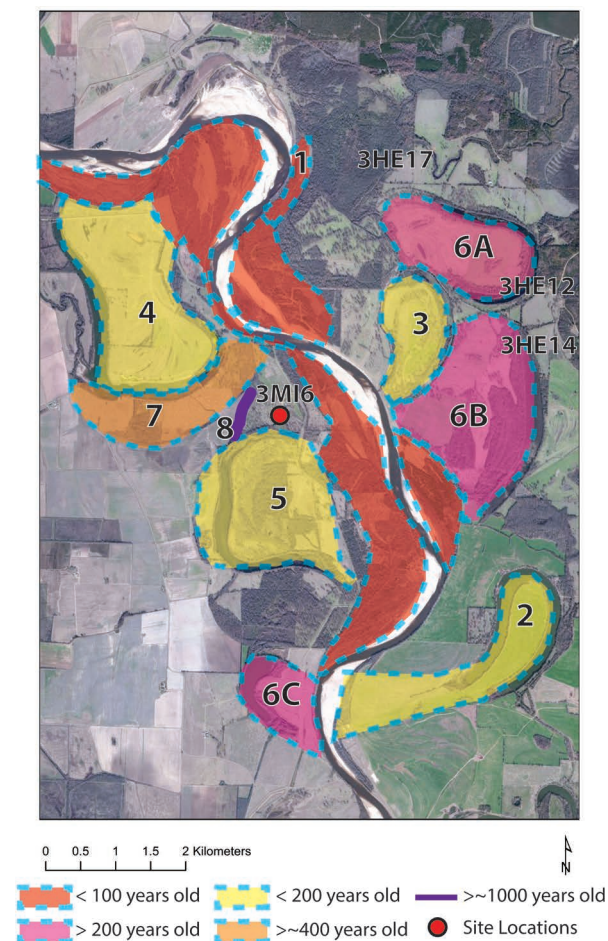 1
3HE17
6A
3HE12
4
3
3HE14
3MI6
7
8
6B
5
2
6C
0 0.5 1 1.5 2 Kilometers
N
< 100 years old
< 200 years old
>~1000 years old
> 200 years old
>~400 years old
Site Locations